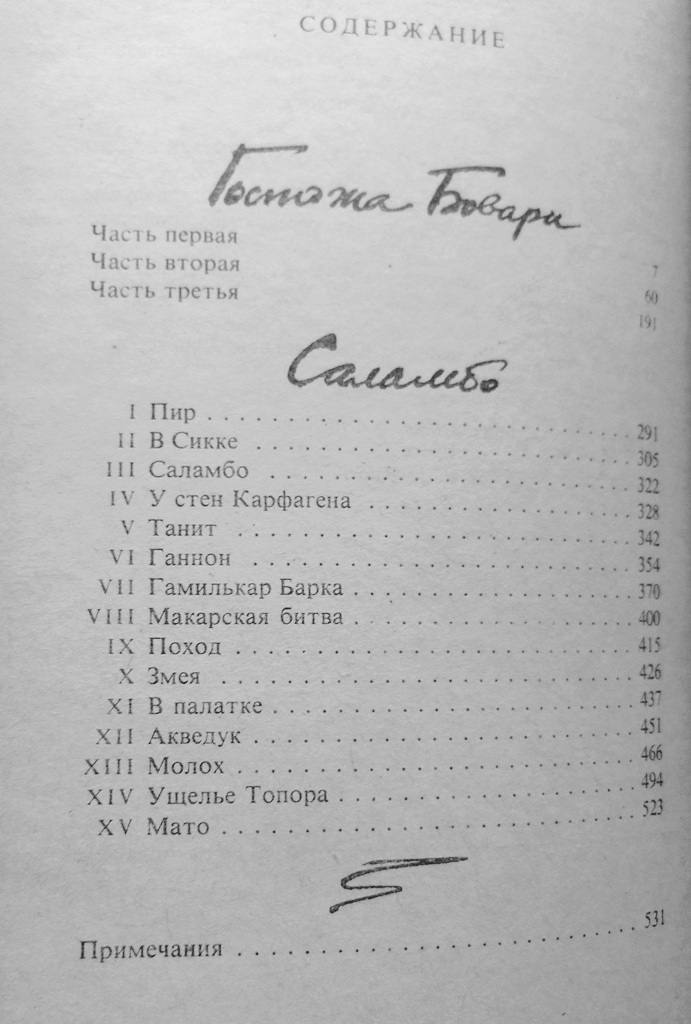 СОДЕРЖАНИЕ
Госпожа Бовари
Часть первая 7
Часть вторая 60
Часть третья 191
Саламбо
I Пир . . . . . . . . . . . . . . . . . . . . 291
II В Сикке . . . . . . . . . . . . . . . . . . . . 305
III Саламбо . . . . . . . . . . . . . . . . . . . . 322
IV У стен Карфагена . . . . . . . . . . . . . . . . . . . . 328
V Танит . . . . . . . . . . . . . . . . . . . . 342
VI Ганнон . . . . . . . . . . . . . . . . . . . . 354
VII Гамилькар Барка . . . . . . . . . . . . . . . . . . . . 370
VIII Макарская битва . . . . . . . . . . . . . . . . . . . . 400
IX Поход . . . . . . . . . . . . . . . . . . . . 415
X Змея . . . . . . . . . . . . . . . . . . . . 426
XI В палатке . . . . . . . . . . . . . . . . . . . . 437
XII Акведук . . . . . . . . . . . . . . . . . . . . 451
XIII Молох . . . . . . . . . . . . . . . . . . . . 466
XIV Ущелье Топора . . . . . . . . . . . . . . . . . . . . 494
XV Мато . . . . . . . . . . . . . . . . . . . . 523
Примечания . . . . . . . . . . . . . . . . . . . . 531